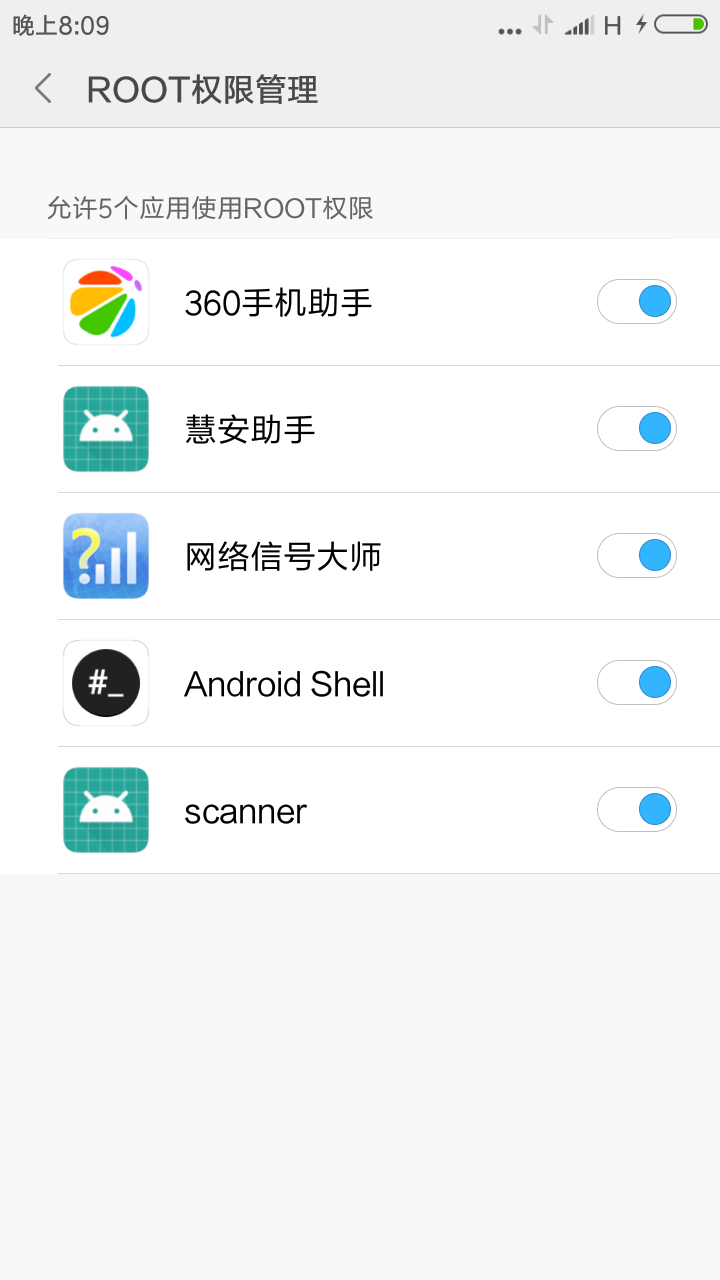 晚上8:09
... H
ROOT权限管理
允许5个应用使用ROOT权限
360手机助手
慧安助手
?
网络信号大师
#_
Android Shell
scanner